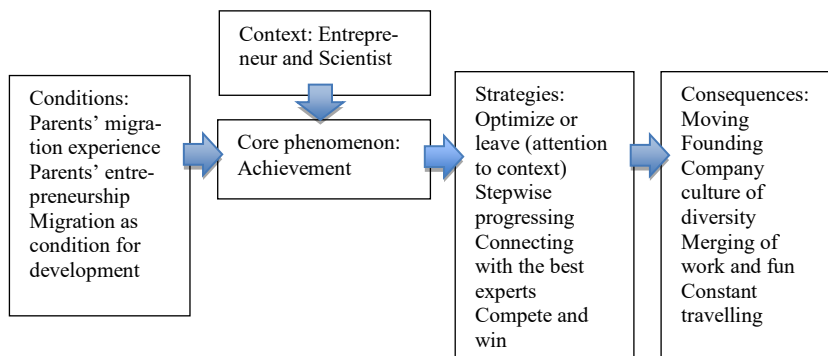 Context: Entrepre-
neur and Scientist
Conditions:
Parents’ migra-
tion experience
Parents’ entre-
preneurship
Migration as
condition for
development
Core phenomenon:
Achievement
Strategies:
Optimize or
leave (attention
to context)
Stepwise
progressing
Connecting
with the best
experts
Compete and
win
Consequences:
Moving
Founding
Company
culture of
diversity
Merging of
work and fun
Constant
travelling